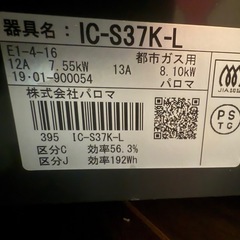 器具名： IC-S37K-L
E1-4-16 都市ガス用
12A 7.55kW 13A 8.10kW
19·01-900054 パロマ
株式会社パロマ
395 IC-S37K-L
区分C 効率56.3%
区分J 効率192Wh
JIA
PS
TG